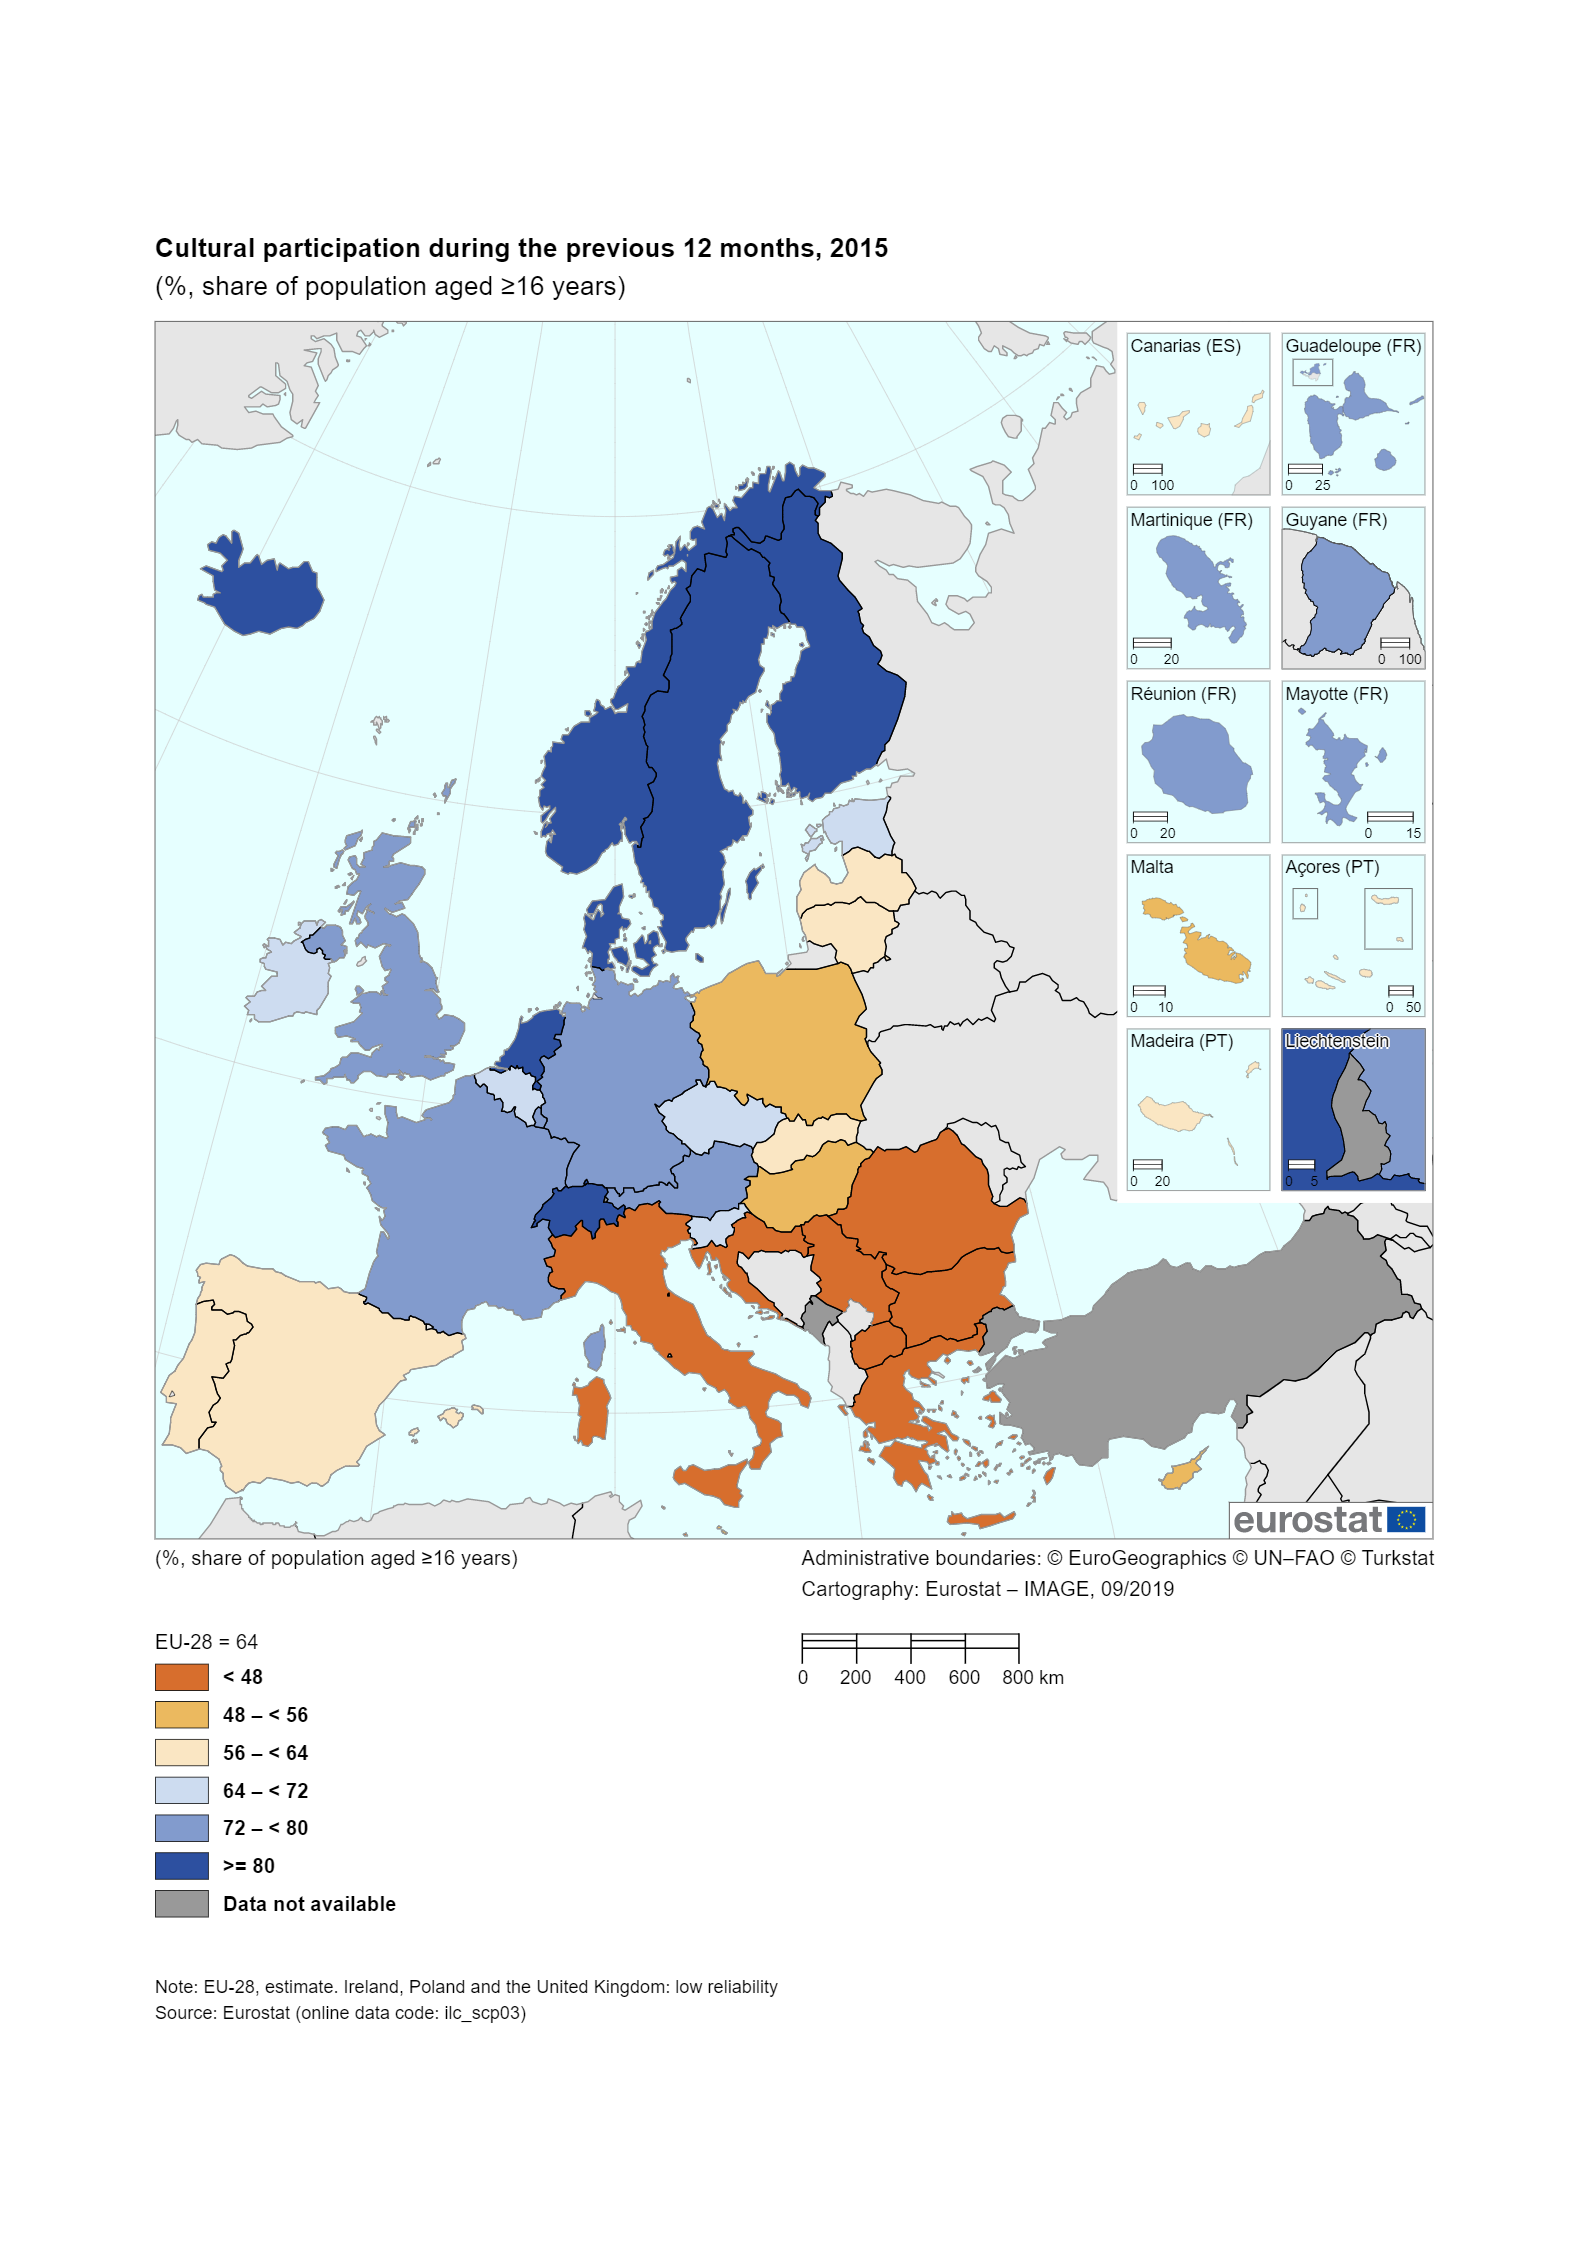 Cultural participation during the previous 12 months, 2015
(%, share of population aged ≥16 years)
Canarias (ES)
0 100
Guadeloupe (FR)
0 25
Martinique (FR)
0 20
Guyane (FR)
0 100
Réunion (FR)
0 20
Mayotte (FR)
0 15
Malta
0 10
Açores (PT)
0 50
Madeira (PT)
0 20
Liechtenstein
0 5
eurostat
(%, share of population aged ≥16 years)
Administrative boundaries: © EuroGeographics © UN–FAO © Turkstat
Cartography: Eurostat – IMAGE, 09/2019
EU-28 = 64
< 48
48 – < 56
56 – < 64
64 – < 72
72 – < 80
>= 80
Data not available
0 200 400 600 800 km
Note: EU-28, estimate. Ireland, Poland and the United Kingdom: low reliability
Source: Eurostat (online data code: ilc_scp03)